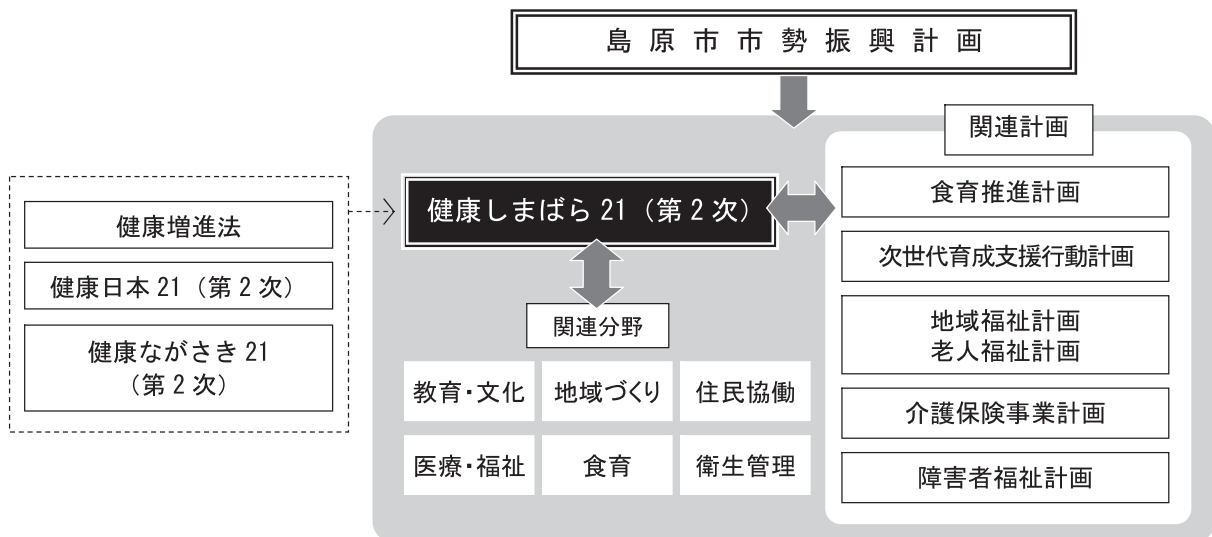 島原市市勢振興計画
健康増進法
健康日本21（第2次）
健康ながさき21
（第2次）
健康しまばら21（第2次）
関連分野
教育・文化
地域づくり
住民協働
医療・福祉
食育
衛生管理
関連計画
食育推進計画
次世代育成支援行動計画
地域福祉計画
老人福祉計画
介護保険事業計画
障害者福祉計画